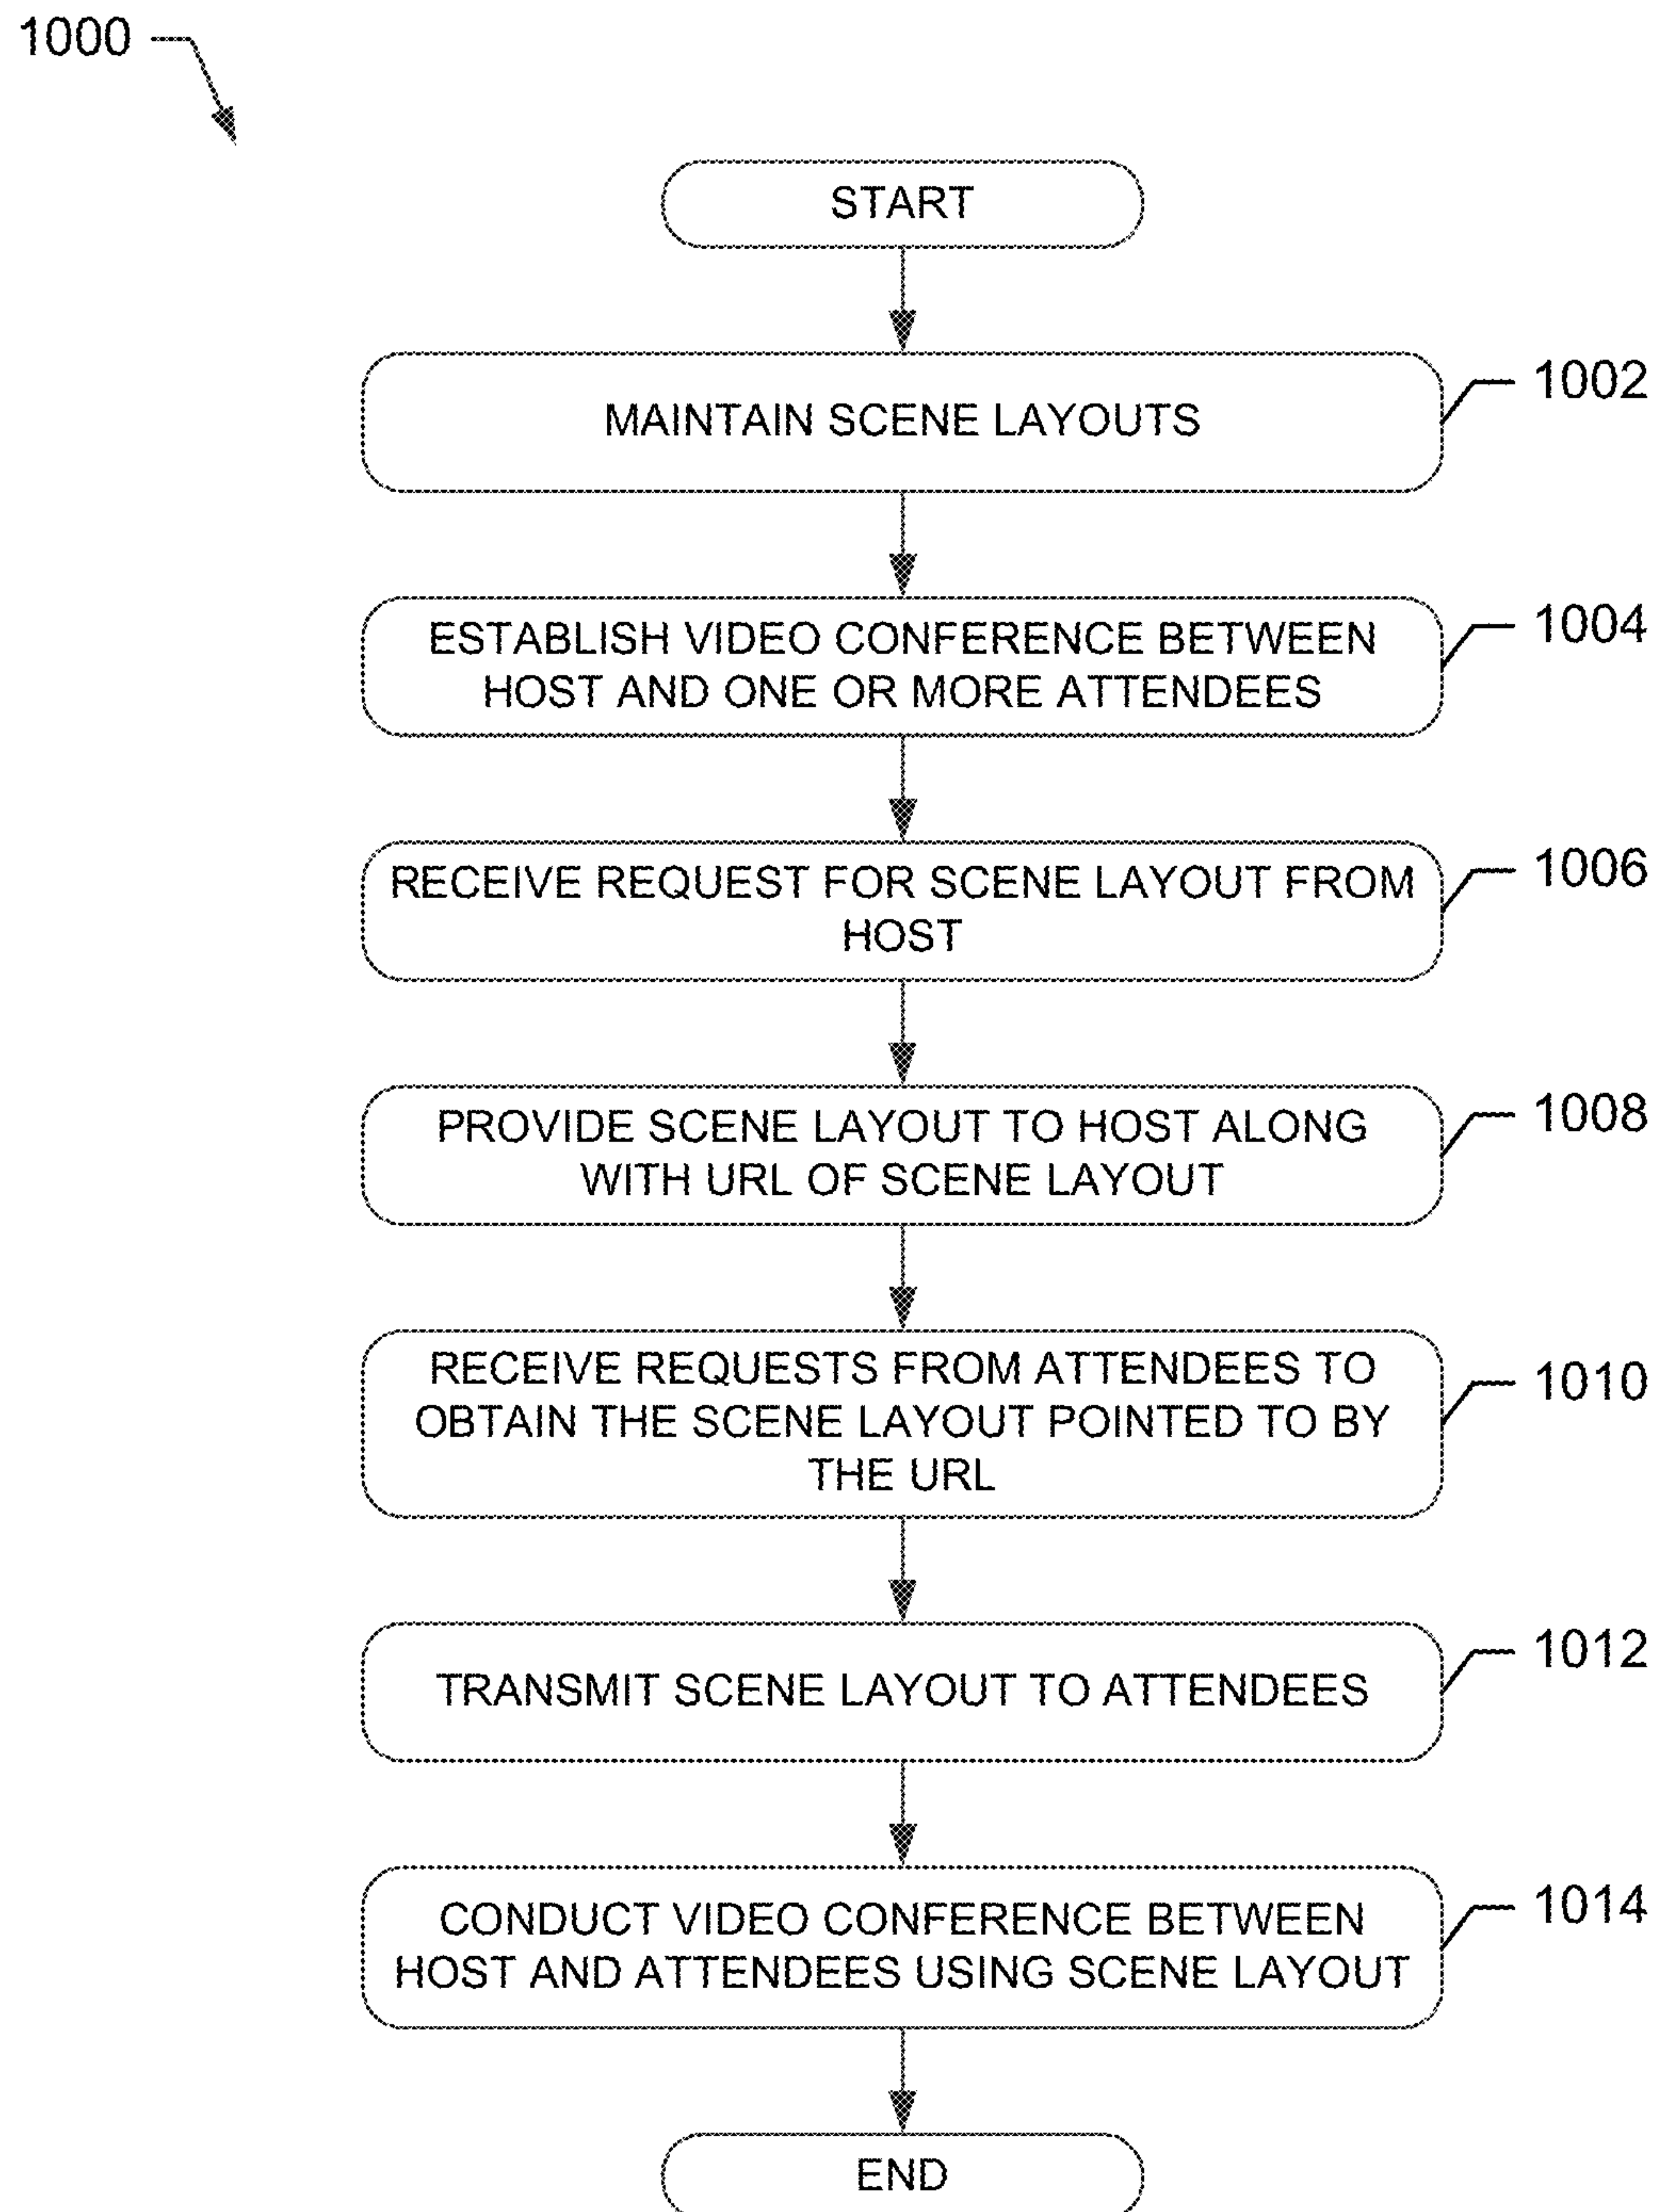 1000
START
MAINTAIN SCENE LAYOUTS
1002
ESTABLISH VIDEO CONFERENCE BETWEEN
HOST AND ONE OR MORE ATTENDEES
1004
RECEIVE REQUEST FOR SCENE LAYOUT FROM
HOST
1006
PROVIDE SCENE LAYOUT TO HOST ALONG
WITH URL OF SCENE LAYOUT
1008
RECEIVE REQUESTS FROM ATTENDEES TO
OBTAIN THE SCENE LAYOUT POINTED TO BY
THE URL
1010
TRANSMIT SCENE LAYOUT TO ATTENDEES
1012
CONDUCT VIDEO CONFERENCE BETWEEN
HOST AND ATTENDEES USING SCENE LAYOUT
1014
END